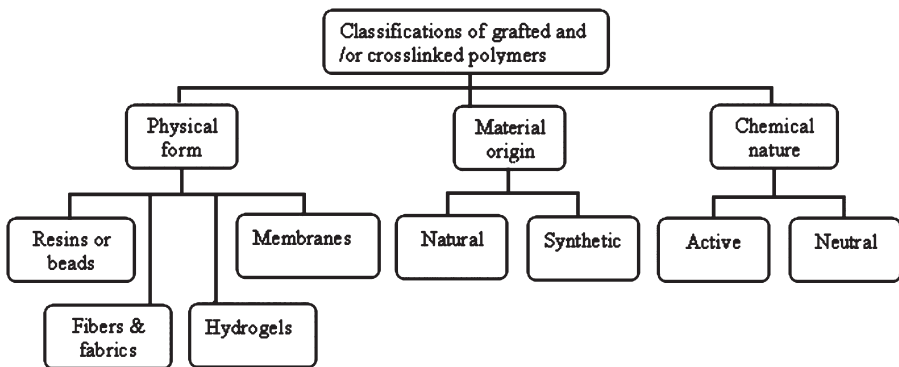 Classifications of grafted and
/or crosslinked polymers
Physical
form
Material
origin
Chemical
nature
Resins or
beads
Membranes
Natural
Synthetic
Active
Neutral
Fibers &
fabrics
Hydrogels